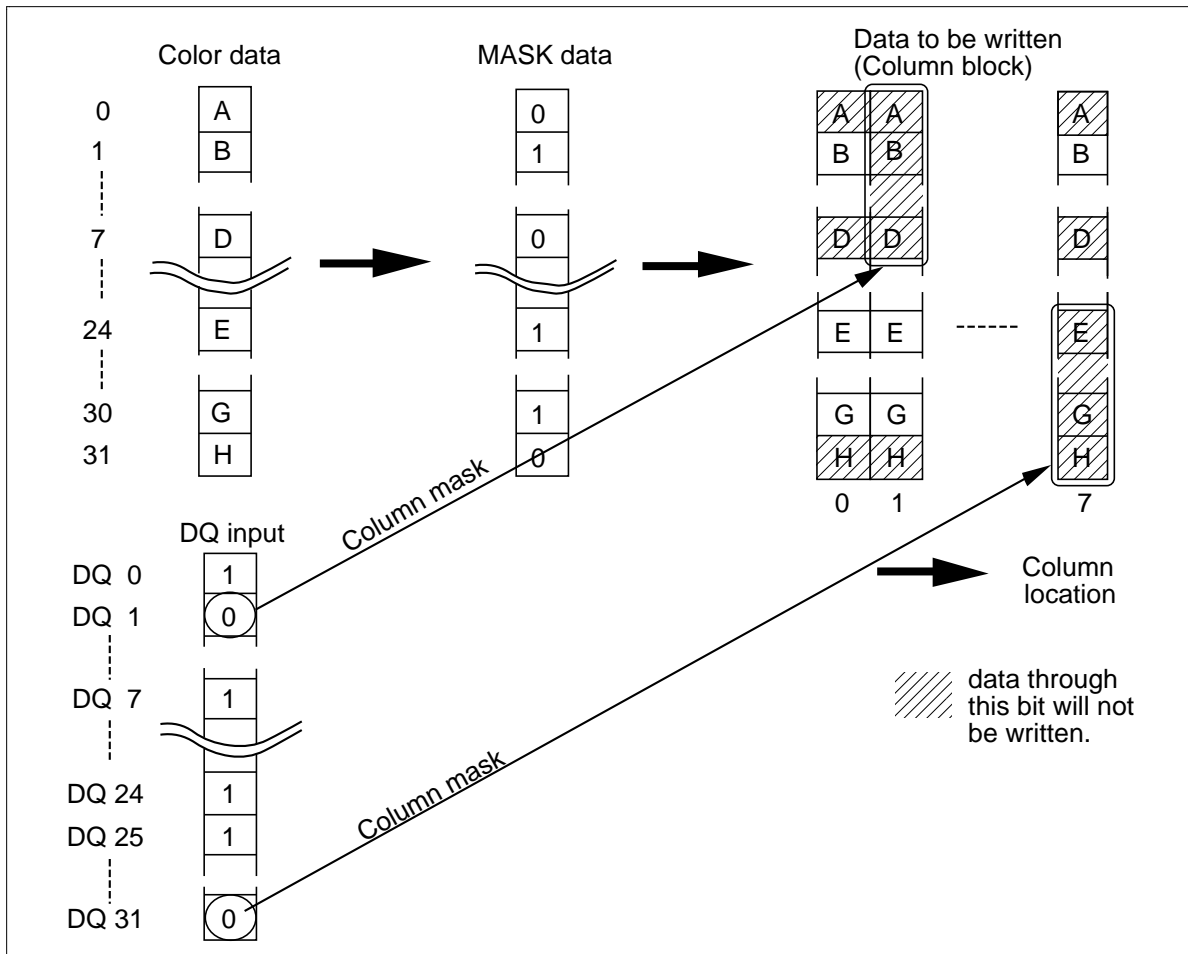 Color data MASK data Data to be written
(Column block)
0 A 0 A A A
1 B 1 B B B
7 D 0 D D D
24 E 1 E E E
30 G 1 G G G
31 H 0 H H H
0 1 7
Column mask
DQ input
DQ 0 1
Column
location
DQ 1 0
DQ 7 1
data through
this bit will not
be written.
Column mask
DQ 24 1
DQ 25 1
DQ 31 0